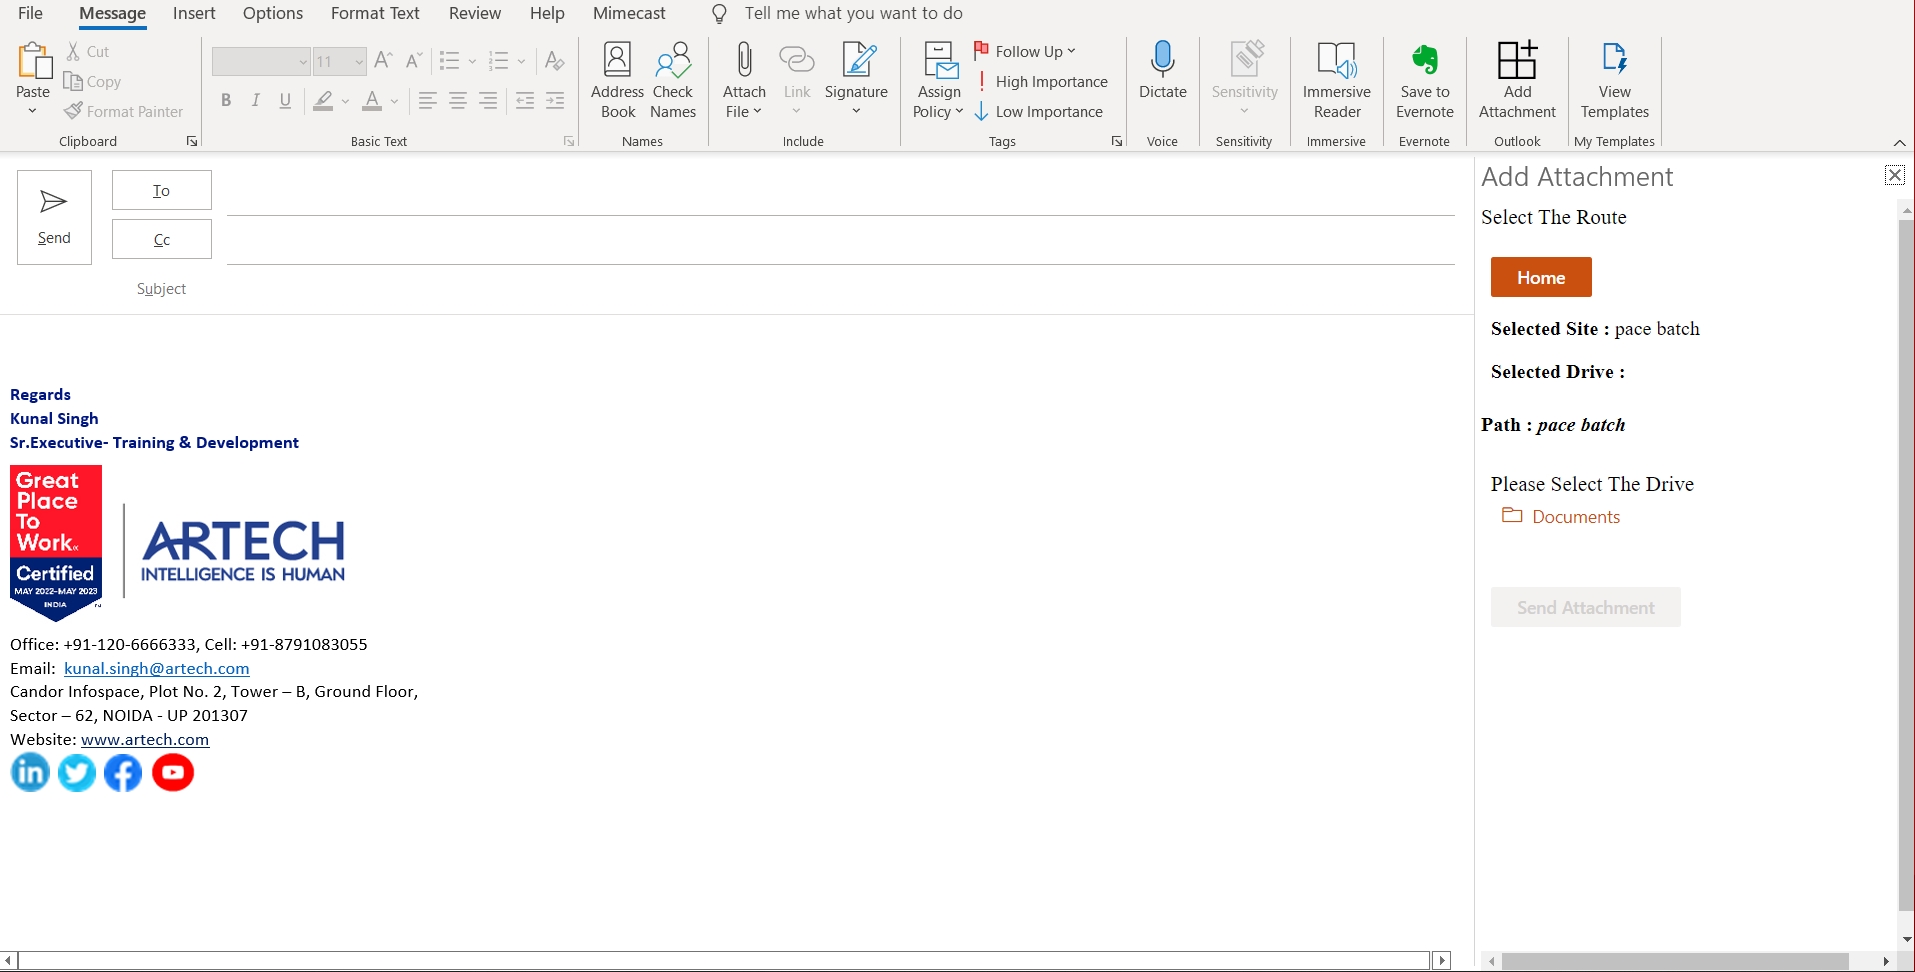 File Message Insert Options Format Text Review Help Mimecast Tell me what you want to do
Paste
Cut
Copy
Format Painter
Clipboard
11
B I U A
Basic Text
Address Book
Check Names
Names
Attach File
Link
Signature
Include
Assign Policy
Follow Up
High Importance
Low Importance
Tags
Dictate
Voice
Sensitivity
Sensitivity
Immersive Reader
Immersive
Save to Evernote
Evernote
Add Attachment
Outlook
View Templates
My Templates
Send
To
Cc
Subject
Regards
Kunal Singh
Sr.Executive- Training & Development
Great
Place
To
Work.
Certified
MAY 2022-MAY 2023
INDIA
ARTECH
INTELLIGENCE IS HUMAN
Office: +91-120-6666333, Cell: +91-8791083055
Email: kunal.singh@artech.com
Candor Infospace, Plot No. 2, Tower – B, Ground Floor,
Sector – 62, NOIDA - UP 201307
Website: www.artech.com
in
Add Attachment
Select The Route
Home
Selected Site : pace batch
Selected Drive :
Path : pace batch
Please Select The Drive
Documents
Send Attachment